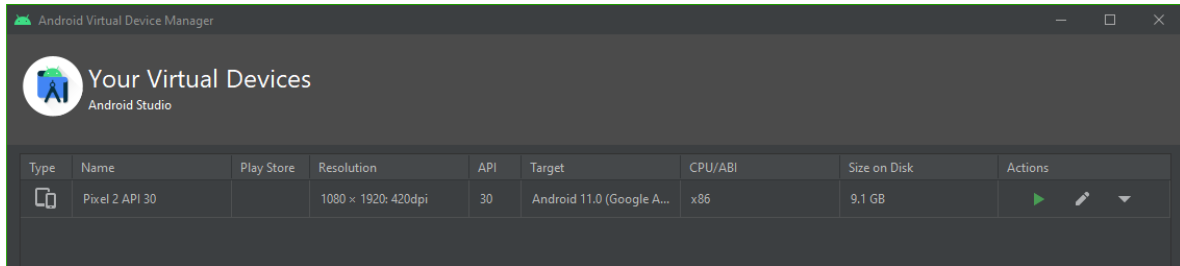 Android Virtual Device Manager
Your Virtual Devices
Android Studio
Type Name Play Store Resolution API Target CPU/ABI Size on Disk Actions
Pixel 2 API 30 1080 × 1920: 420dpi 30 Android 11.0 (Google A... x86 9.1 GB